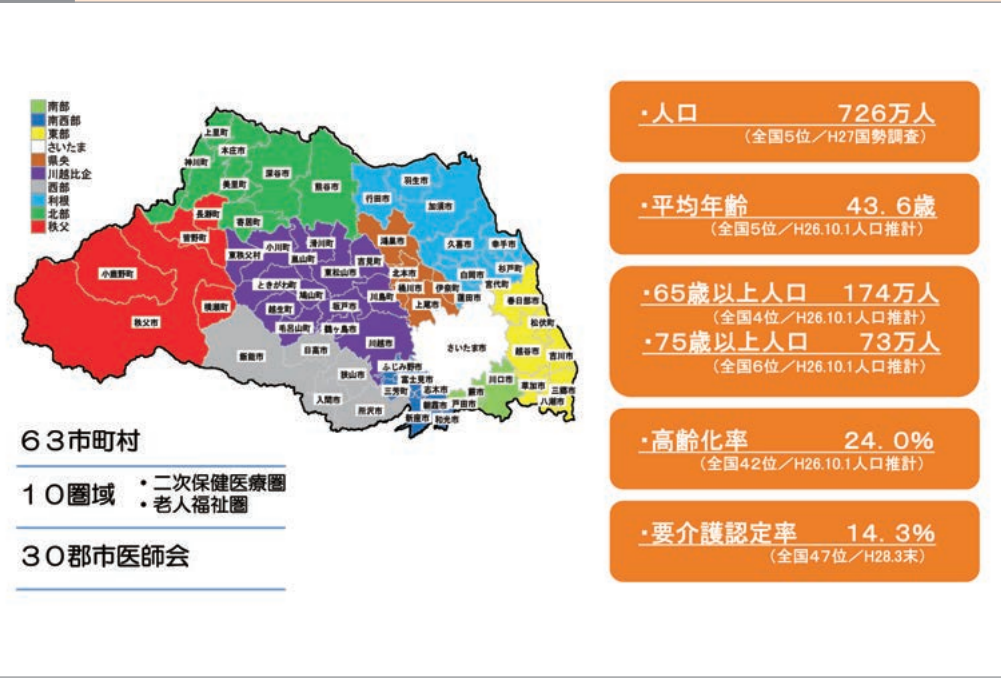 南部
南西部
東部
さいたま
県央
川越比企
西部
利根
北部
秩父
上里町
本庄市
神川町
美里町
深谷市
熊谷市
長瀞町
寄居町
皆野町
小鹿野町
横瀬町
秩父市
行田市
羽生市
加須市
久喜市
幸手市
白岡市
杉戸町
宮代町
蓮田市
鴻巣市
北本市
桶川市
伊奈町
上尾市
東秩父村
小川町
滑川町
嵐山町
東松山市
吉見町
ときがわ町
鳩山町
川島町
越生町
坂戸市
毛呂山町
鶴ヶ島市
川越市
飯能市
日高市
狭山市
入間市
所沢市
さいたま市
春日部市
松伏町
越谷市
吉川市
草加市
三郷市
八潮市
川口市
蕨市
戸田市
ふじみ野市
富士見市
三芳町
志木市
朝霞市
新座市
和光市
63市町村
10圏域
・二次保健医療圏
・老人福祉圏
30郡市医師会
・人口 726万人
(全国5位/H27国勢調査)
・平均年齢 43.6歳
(全国5位/H26.10.1人口推計)
・65歳以上人口 174万人
(全国4位/H26.10.1人口推計)
・75歳以上人口 73万人
(全国6位/H26.10.1人口推計)
・高齢化率 24.0%
(全国42位/H26.10.1人口推計)
・要介護認定率 14.3%
(全国47位/H28.3末)